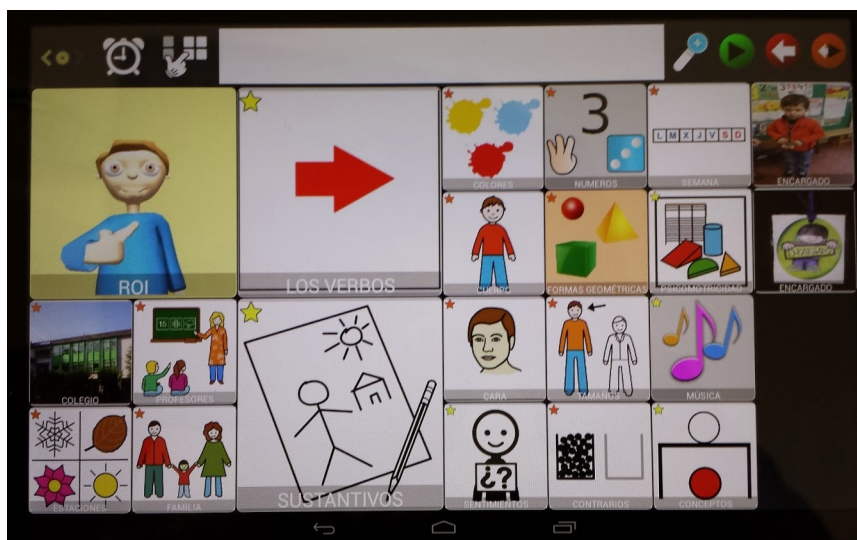 3
L M X J V S D
COLORES
NUMEROS
SEMANA
ENCARGADO
ROI
LOS VERBOS
CUERPO
FORMAS GEOMÉTRICAS
PSICOMOTRICIDAD
ENCARGADO
COLEGIO
PROFESORES
CARA
TAMAÑOS
MÚSICA
ESTACIONES
FAMILIA
SUSTANTIVOS
¿?
SENTIMIENTOS
CONTRARIOS
CONCEPTOS